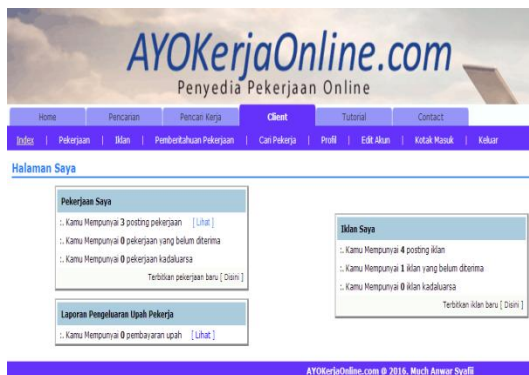 AYOKerjaOnline.com
Penyedia Pekerjaan Online
Home Pencarian Pencari Kerja Client Tutorial Contact
Index | Pekerjaan | Iklan | Pemberitahuan Pekerjaan | Cari Pekerja | Profil | Edit Akun | Kotak Masuk | Keluar
Halaman Saya
Pekerjaan Saya
:. Kamu Mempunyai 3 posting pekerjaan [ Lihat ]
:. Kamu Mempunyai 0 pekerjaan yang belum diterima
:. Kamu Mempunyai 0 pekerjaan kadaluarsa
Terbitkan pekerjaan baru [ Disini ]
Laporan Pengeluaran Upah Pekerja
:. Kamu Mempunyai 0 pembayaran upah [ Lihat ]
Iklan Saya
:. Kamu Mempunyai 4 posting iklan
:. Kamu Mempunyai 1 iklan yang belum diterima
:. Kamu Mempunyai 0 iklan kadaluarsa
Terbitkan iklan baru [ Disini ]
AYOKerjaOnline.com @ 2016. Much Anwar Syafii